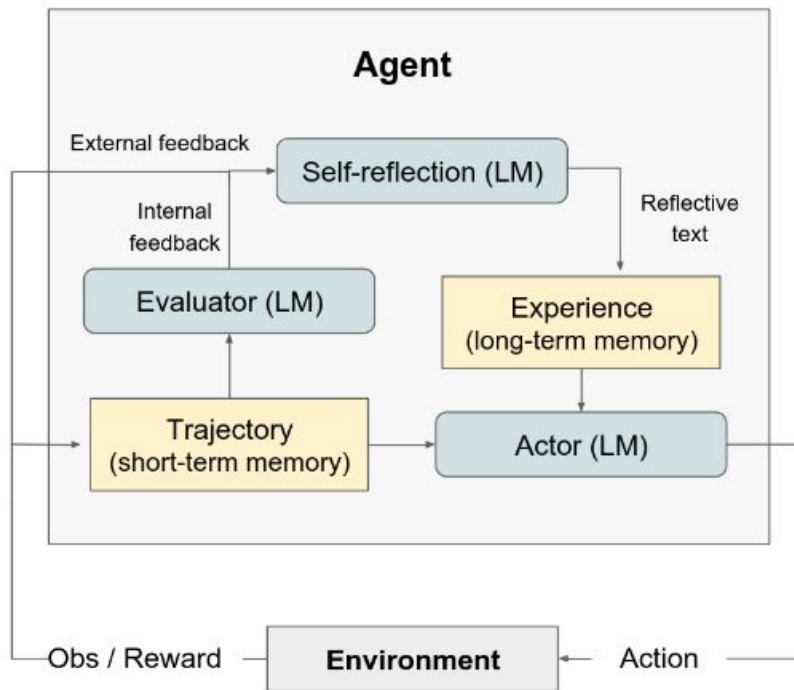 Agent
External feedback
Self-reflection (LM)
Internal
feedback
Reflective
text
Evaluator (LM)
Experience
(long-term memory)
Trajectory
(short-term memory)
Actor (LM)
Obs / Reward
Environment
Action